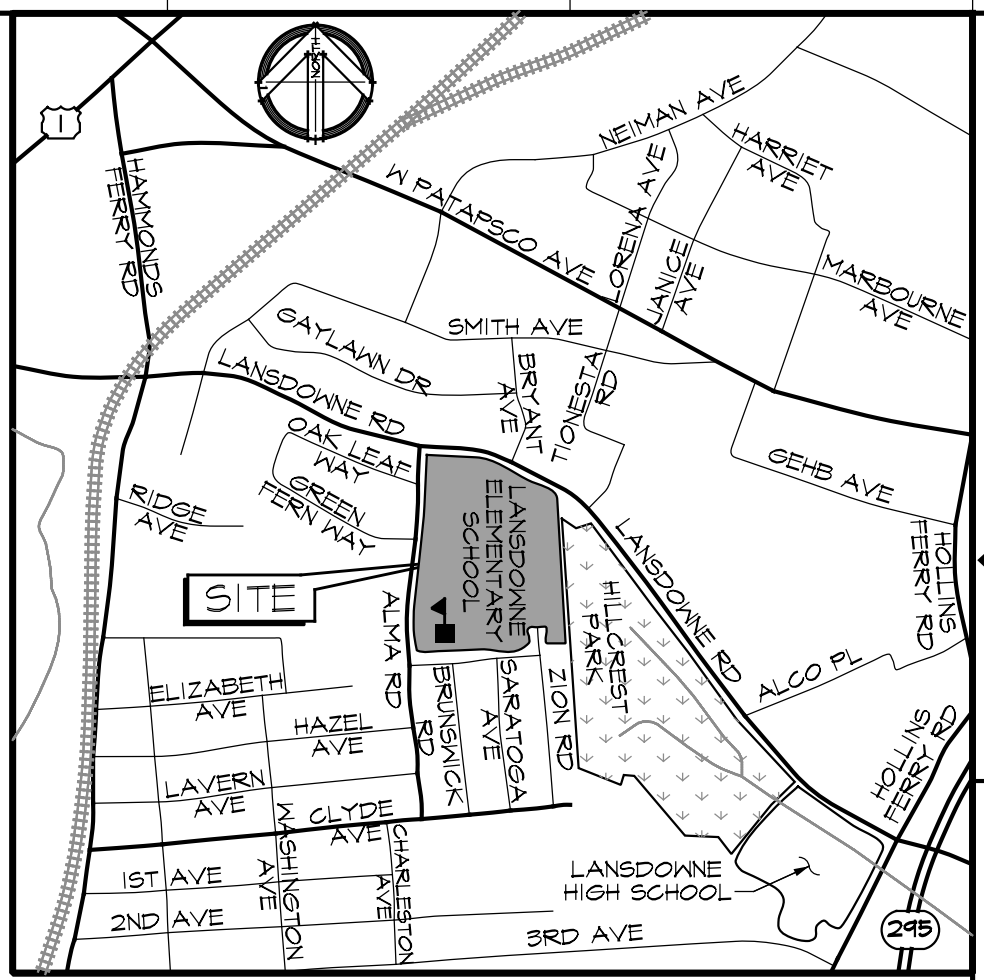 NORTH
1
NEIMAN AVE
HARRIET
AVE
HAMMONDS
FERRY RD
W PATAPSCO AVE
LORENA AVE
JANICE
AVE
MARBOURNE
AVE
GAYLAWN DR
SMITH AVE
LANSDOWNE RD
BRYANT
AVE
TIONESTA
RD
OAK LEAF
WAY
GREEN
FERN WAY
GEHB AVE
RIDGE
AVE
LANSDOWNE
ELEMENTARY
SCHOOL
LANSDOWNE RD
HOLLINS
FERRY RD
SITE
HILLCREST
PARK
ALMA RD
ALCO PL
ELIZABETH
AVE
BRUNSWICK
RD
SARATOGA
AVE
ZION RD
HAZEL
AVE
HOLLINS
FERRY RD
LAVERN
AVE
CLYDE
AVE
WASHINGTON
AVE
CHARLESTON
AVE
1ST AVE
LANSDOWNE
HIGH SCHOOL
2ND AVE
3RD AVE
295